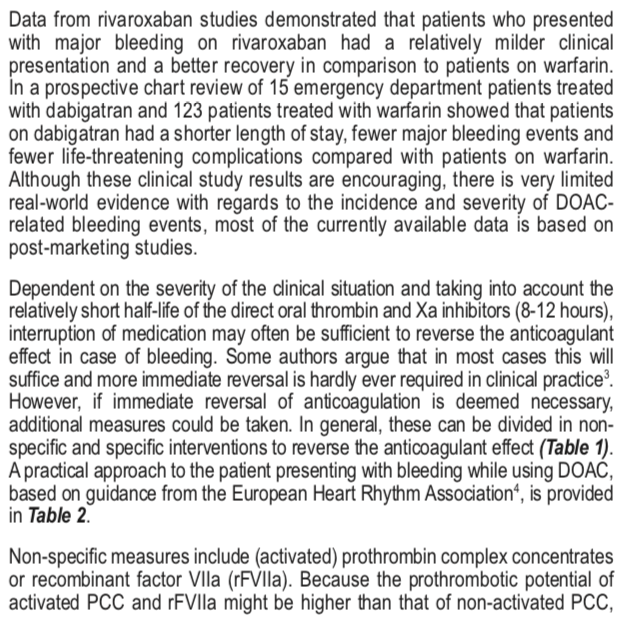 Data from rivaroxaban studies demonstrated that patients who presented
with major bleeding on rivaroxaban had a relatively milder clinical
presentation and a better recovery in comparison to patients on warfarin.
In a prospective chart review of 15 emergency department patients treated
with dabigatran and 123 patients treated with warfarin showed that patients
on dabigatran had a shorter length of stay, fewer major bleeding events and
fewer life-threatening complications compared with patients on warfarin.
Although these clinical study results are encouraging, there is very limited
real-world evidence with regards to the incidence and severity of DOAC-
related bleeding events, most of the currently available data is based on
post-marketing studies.
Dependent on the severity of the clinical situation and taking into account the
relatively short half-life of the direct oral thrombin and Xa inhibitors (8-12 hours),
interruption of medication may often be sufficient to reverse the anticoagulant
effect in case of bleeding. Some authors argue that in most cases this will
suffice and more immediate reversal is hardly ever required in clinical practice³.
However, if immediate reversal of anticoagulation is deemed necessary,
additional measures could be taken. In general, these can be divided in non-
specific and specific interventions to reverse the anticoagulant effect (Table 1).
A practical approach to the patient presenting with bleeding while using DOAC,
based on guidance from the European Heart Rhythm Association⁴, is provided
in Table 2.
Non-specific measures include (activated) prothrombin complex concentrates
or recombinant factor VIIa (rFVIIa). Because the prothrombotic potential of
activated PCC and rFVIIa might be higher than that of non-activated PCC,